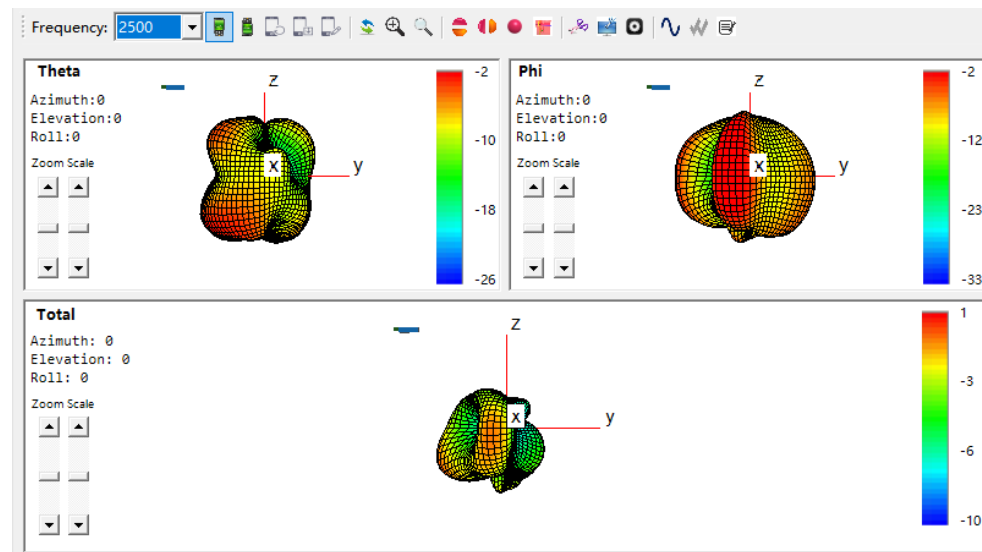 Frequency: 2500
Theta
Azimuth:0
Elevation:0
Roll:0
Zoom Scale
z
x
y
-2
-10
-18
-26
Phi
Azimuth:0
Elevation:0
Roll:0
Zoom Scale
z
x
y
-2
-12
-23
-33
Total
Azimuth: 0
Elevation: 0
Roll: 0
Zoom Scale
z
x
y
1
-3
-6
-10